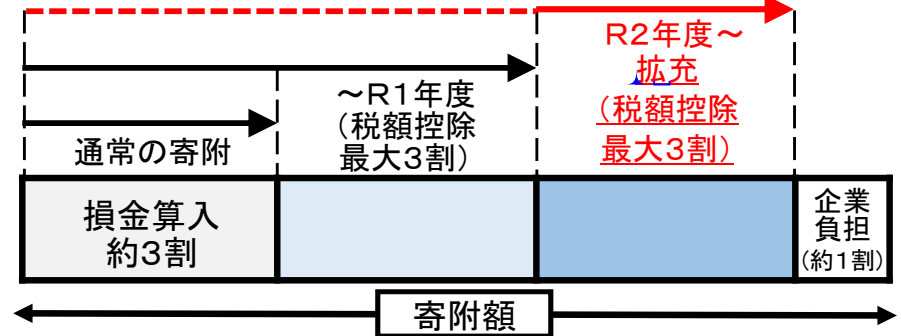 R2年度~
拡充
(税額控除
最大3割)
~R1年度
(税額控除
最大3割)
通常の寄附
損金算入
約3割
企業
負担
(約1割)
寄附額